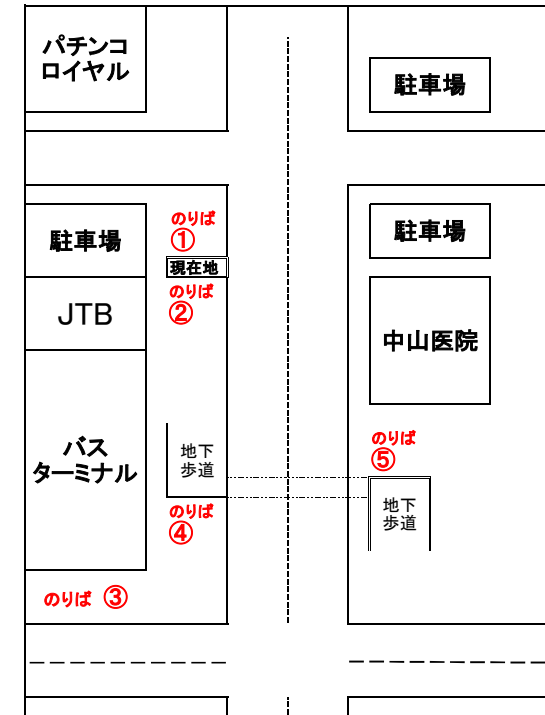 パチンコ
ロイヤル
駐車場
駐車場
のりば
①
現在地
のりば
②
JTB
駐車場
中山医院
バス
ターミナル
地下
歩道
のりば
④
のりば
⑤
地下
歩道
のりば ③